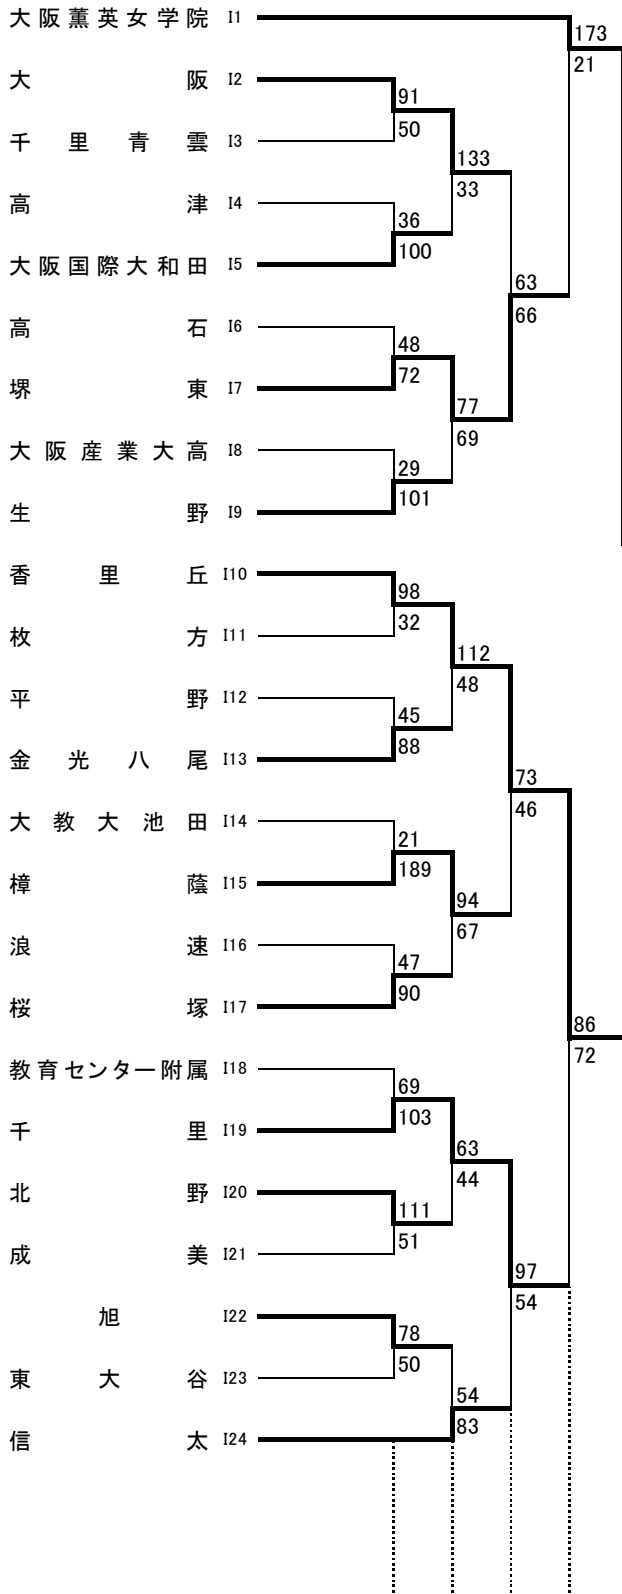 大阪薫英女学院 I1
173
21
大阪 I2
91
50
千里青雲 I3
133
33
高津 I4
36
100
大阪国際大和田 I5
63
66
高石 I6
48
72
堺東 I7
77
69
大阪産業大高 I8
29
101
生野 I9
香里丘 I10
98
32
枚方 I11
112
48
平野 I12
45
88
金光八尾 I13
73
46
大教大池田 I14
21
189
樟蔭 I15
94
67
浪速 I16
47
90
桜塚 I17
86
72
教育センター附属 I18
69
103
千里 I19
63
44
北野 I20
111
51
成美 I21
97
54
旭 I22
78
50
東大谷 I23
54
83
信太 I24